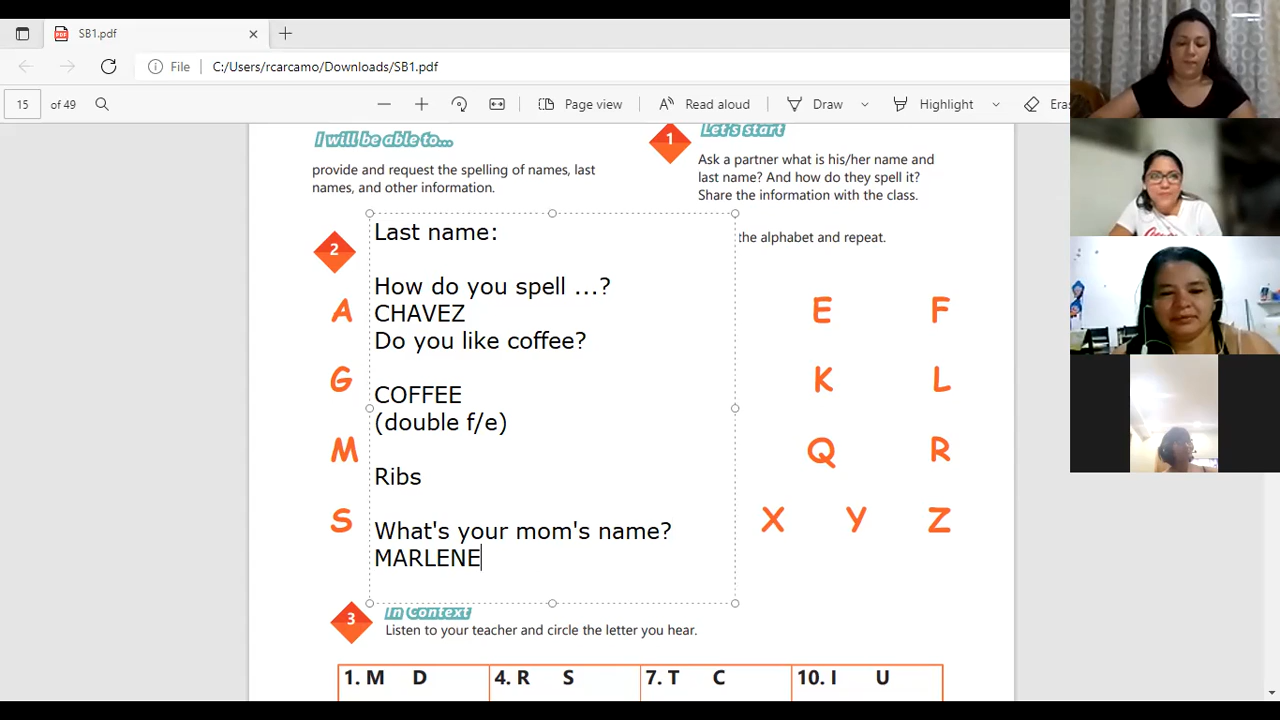 SB1.pdf
File C:/Users/rcarcamo/Downloads/SB1.pdf
15 of 49 Page view Read aloud Draw Highlight Eras
I will be able to...
provide and request the spelling of names, last
names, and other information.
1 Let's start
Ask a partner what is his/her name and
last name? And how do they spell it?
Share the information with the class.
2
the alphabet and repeat.
Last name:
How do you spell ...?
CHAVEZ
Do you like coffee?
COFFEE
(double f/e)
Ribs
What's your mom's name?
MARLENE
A E F
G K L
M Q R
S X Y Z
3 In Context
Listen to your teacher and circle the letter you hear.
1. M D 4. R S 7. T C 10. I U